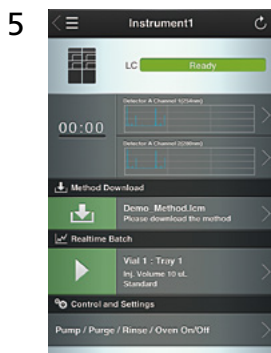 5
Instrument1
LC Ready
Detector A Channel 1(254nm)
00:00
Detector A Channel 2(280nm)
Method Download
Demo_Method.lcm
Please download the method
Realtime Batch
Vial 1 : Tray 1
Inj. Volume 10 uL
Standard
Control and Settings
Pump / Purge / Rinse / Oven On/Off